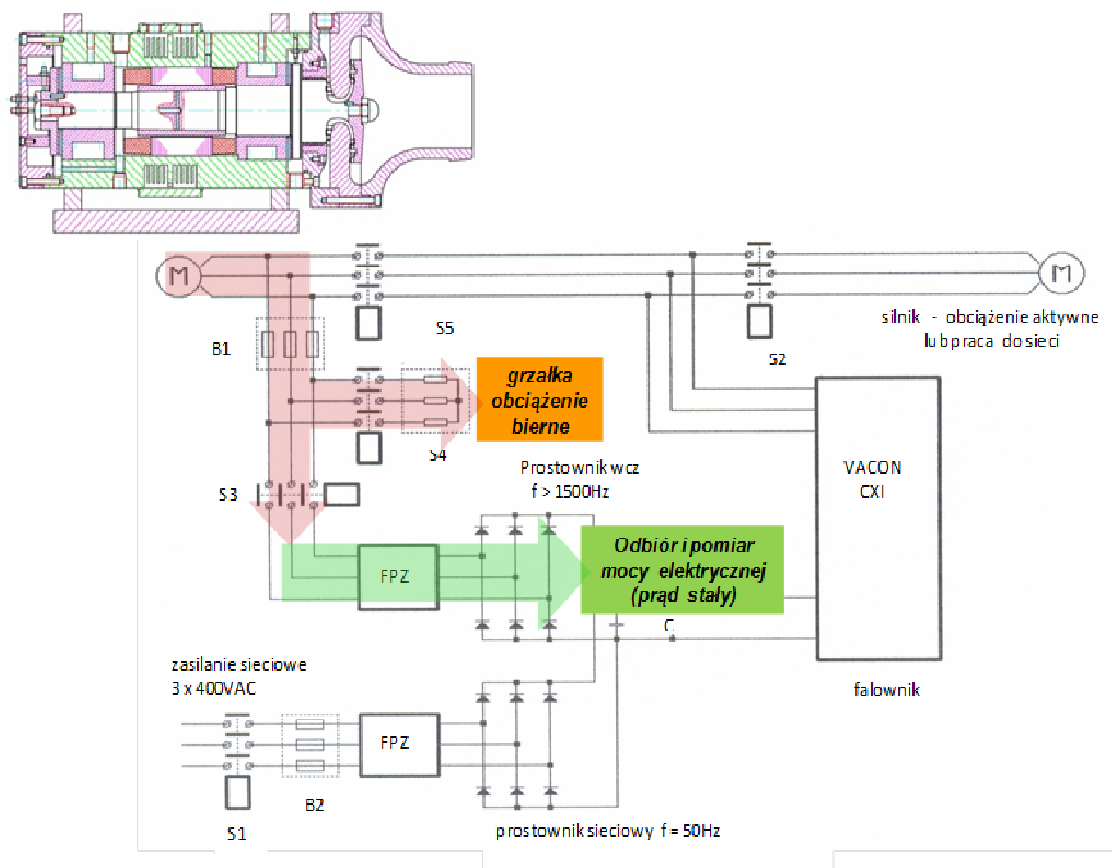 M
M
silnik - obciążenie aktywne
lub praca do sieci
S5
S2
B1
grzałka
obciążenie
bierne
S4
Prostownik wcz
f > 1500Hz
VACON
CXI
S3
FPZ
Odbiór i pomiar
mocy elektrycznej
(prąd stały)
C
zasilanie sieciowe
3 x 400VAC
falownik
FPZ
B2
S1
prostownik sieciowy f = 50Hz